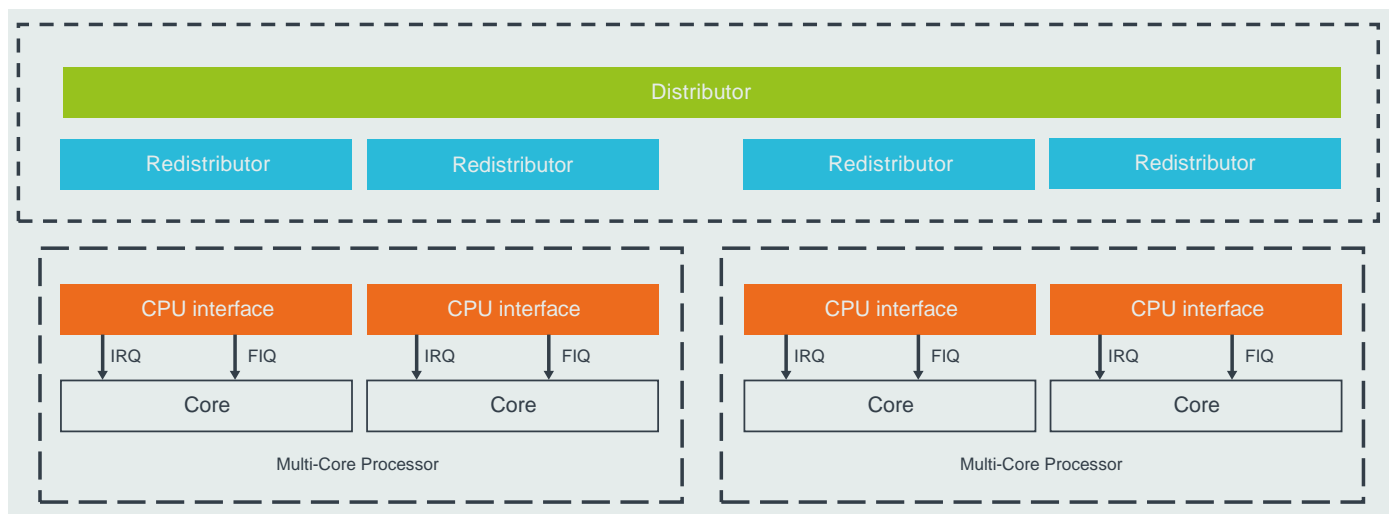 Distributor
Redistributor Redistributor Redistributor Redistributor
CPU interface CPU interface CPU interface CPU interface
IRQ FIQ IRQ FIQ IRQ FIQ IRQ FIQ
Core Core Core Core
Multi-Core Processor Multi-Core Processor